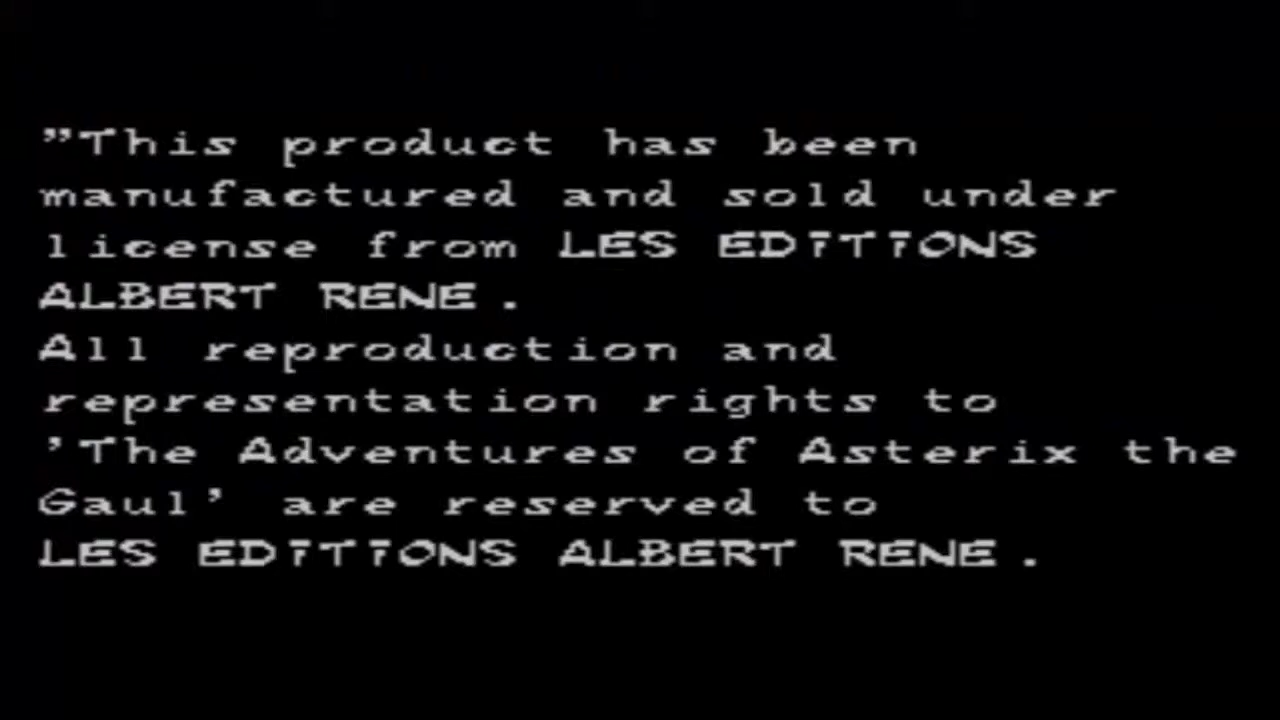 "This product has been
manufactured and sold under
license from LES EDITIONS
ALBERT RENE.
All reproduction and
representation rights to
'The Adventures of Asterix the
Gaul' are reserved to
LES EDITIONS ALBERT RENE.